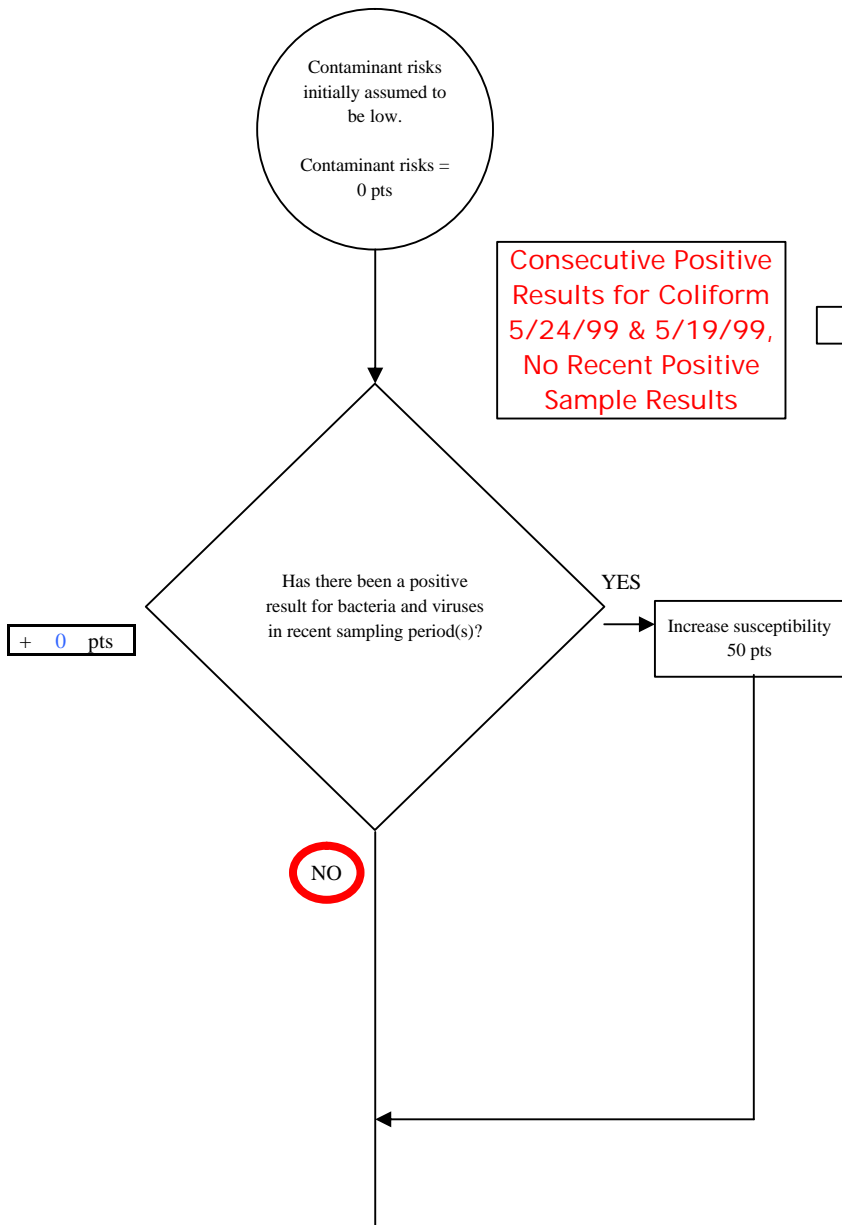 Contaminant risks
initially assumed to
be low.
Contaminant risks =
0 pts
Consecutive Positive
Results for Coliform
5/24/99 & 5/19/99,
No Recent Positive
Sample Results
Has there been a positive
result for bacteria and viruses
in recent sampling period(s)?
YES
+ 0 pts
Increase susceptibility
50 pts
NO